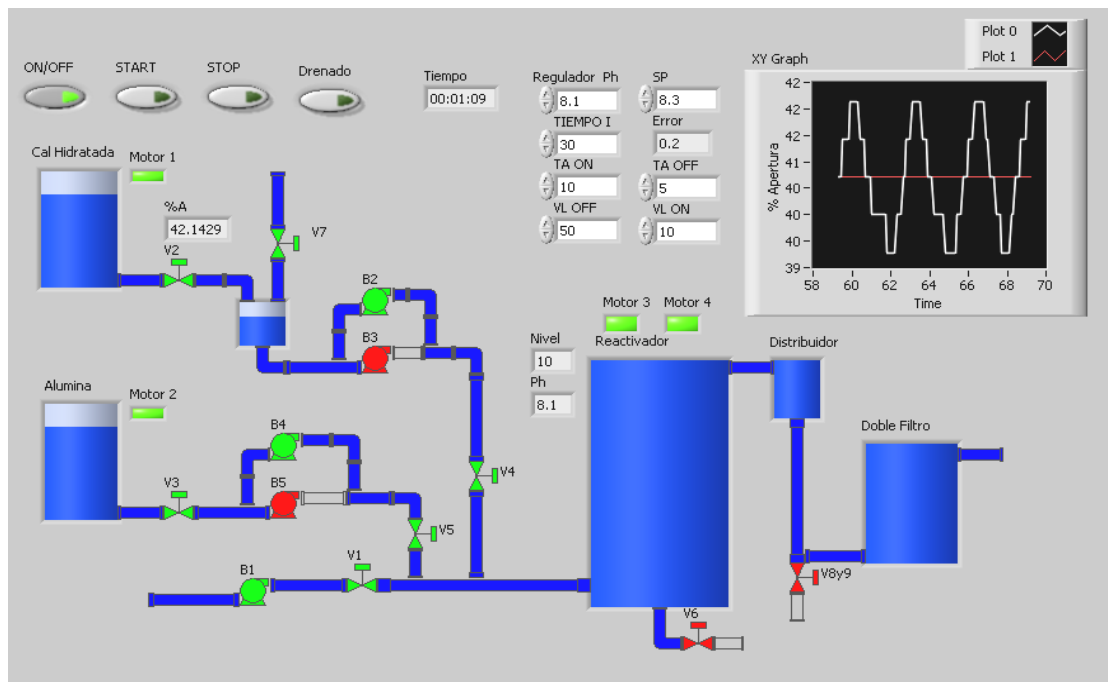 ON/OFF
START
STOP
Drenado
Tiempo
00:01:09
Regulador Ph
8.1
SP
8.3
TIEMPO I
30
Error
0.2
TA ON
10
TA OFF
5
VL OFF
50
VL ON
10
XY Graph
Plot 0
Plot 1
% Apertura
42
42
41
40
40
39
58
60
62
64
66
68
70
Time
Cal Hidratada
Motor 1
%A
42.1429
V2
V7
B2
B3
Motor 3
Motor 4
Nivel
10
Ph
8.1
Reactivador
Distribuidor
Alumina
Motor 2
B4
B5
V3
V4
V5
Doble Filtro
B1
V1
V6
V8y9